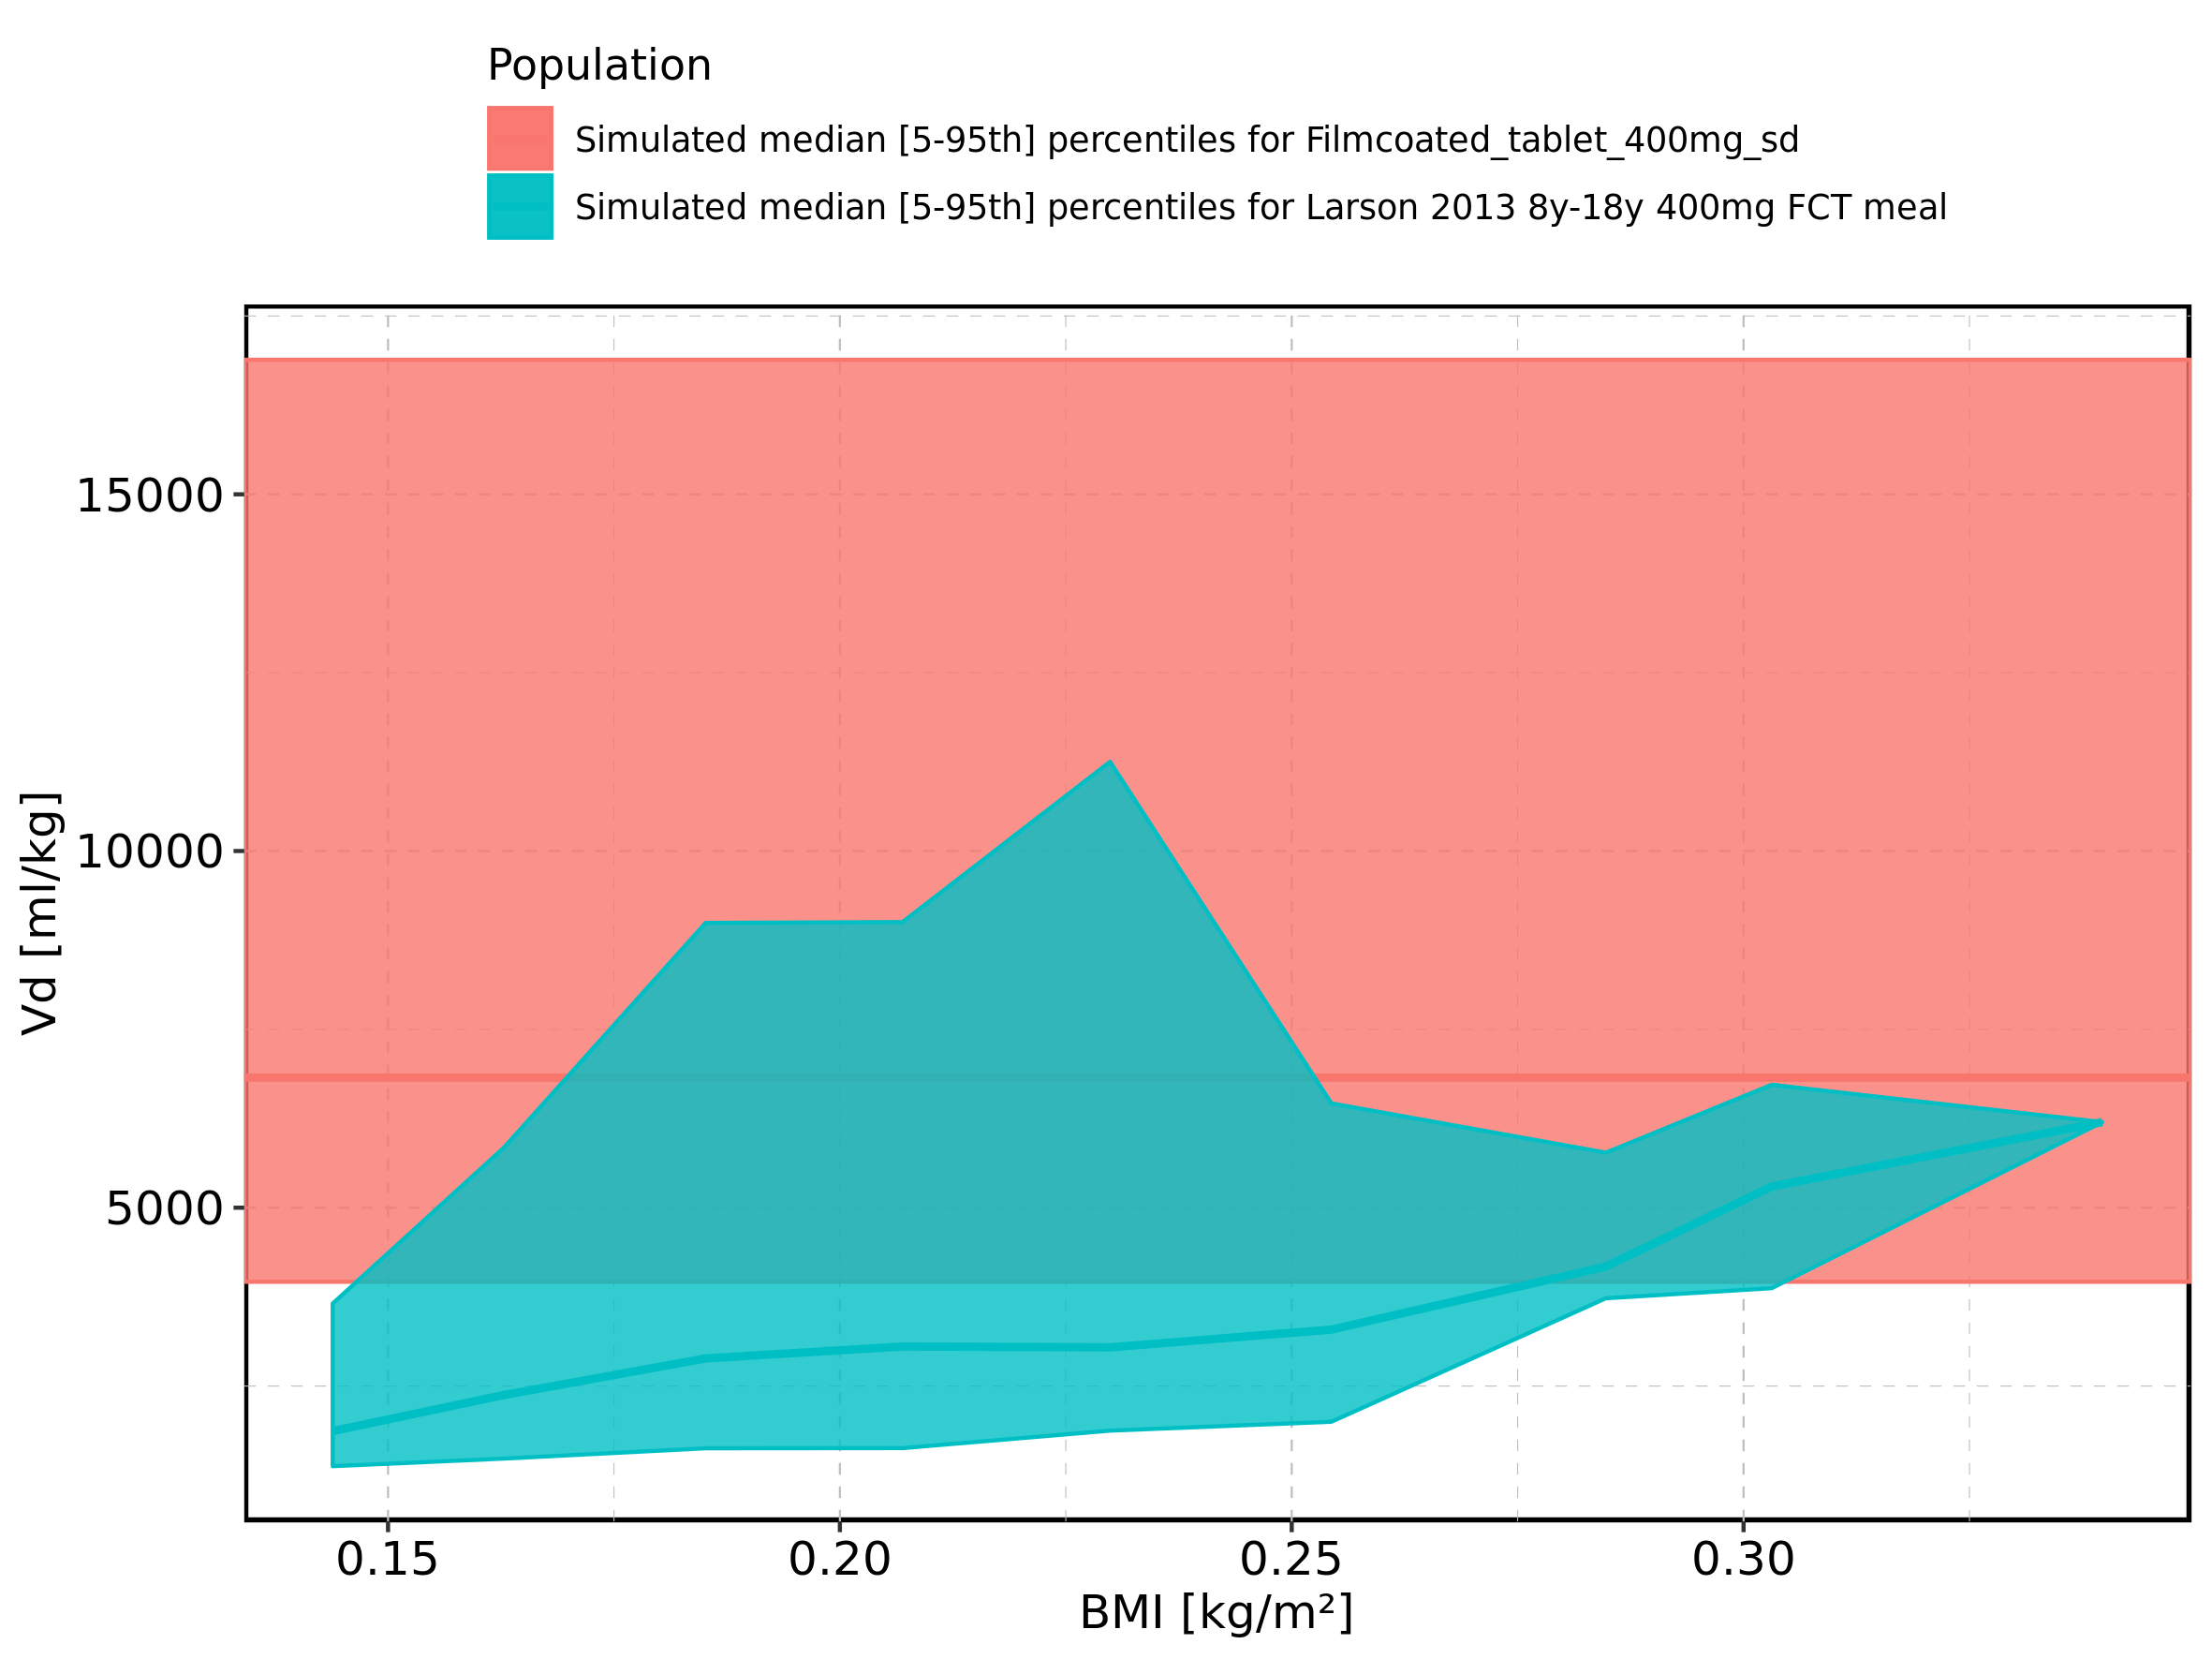 Population
Simulated median [5-95th] percentiles for Filmcoated_tablet_400mg_sd
Simulated median [5-95th] percentiles for Larson 2013 8y-18y 400mg FCT meal
Vd [ml/kg]
15000
10000
5000
0.15 0.20 0.25 0.30
BMI [kg/m²]